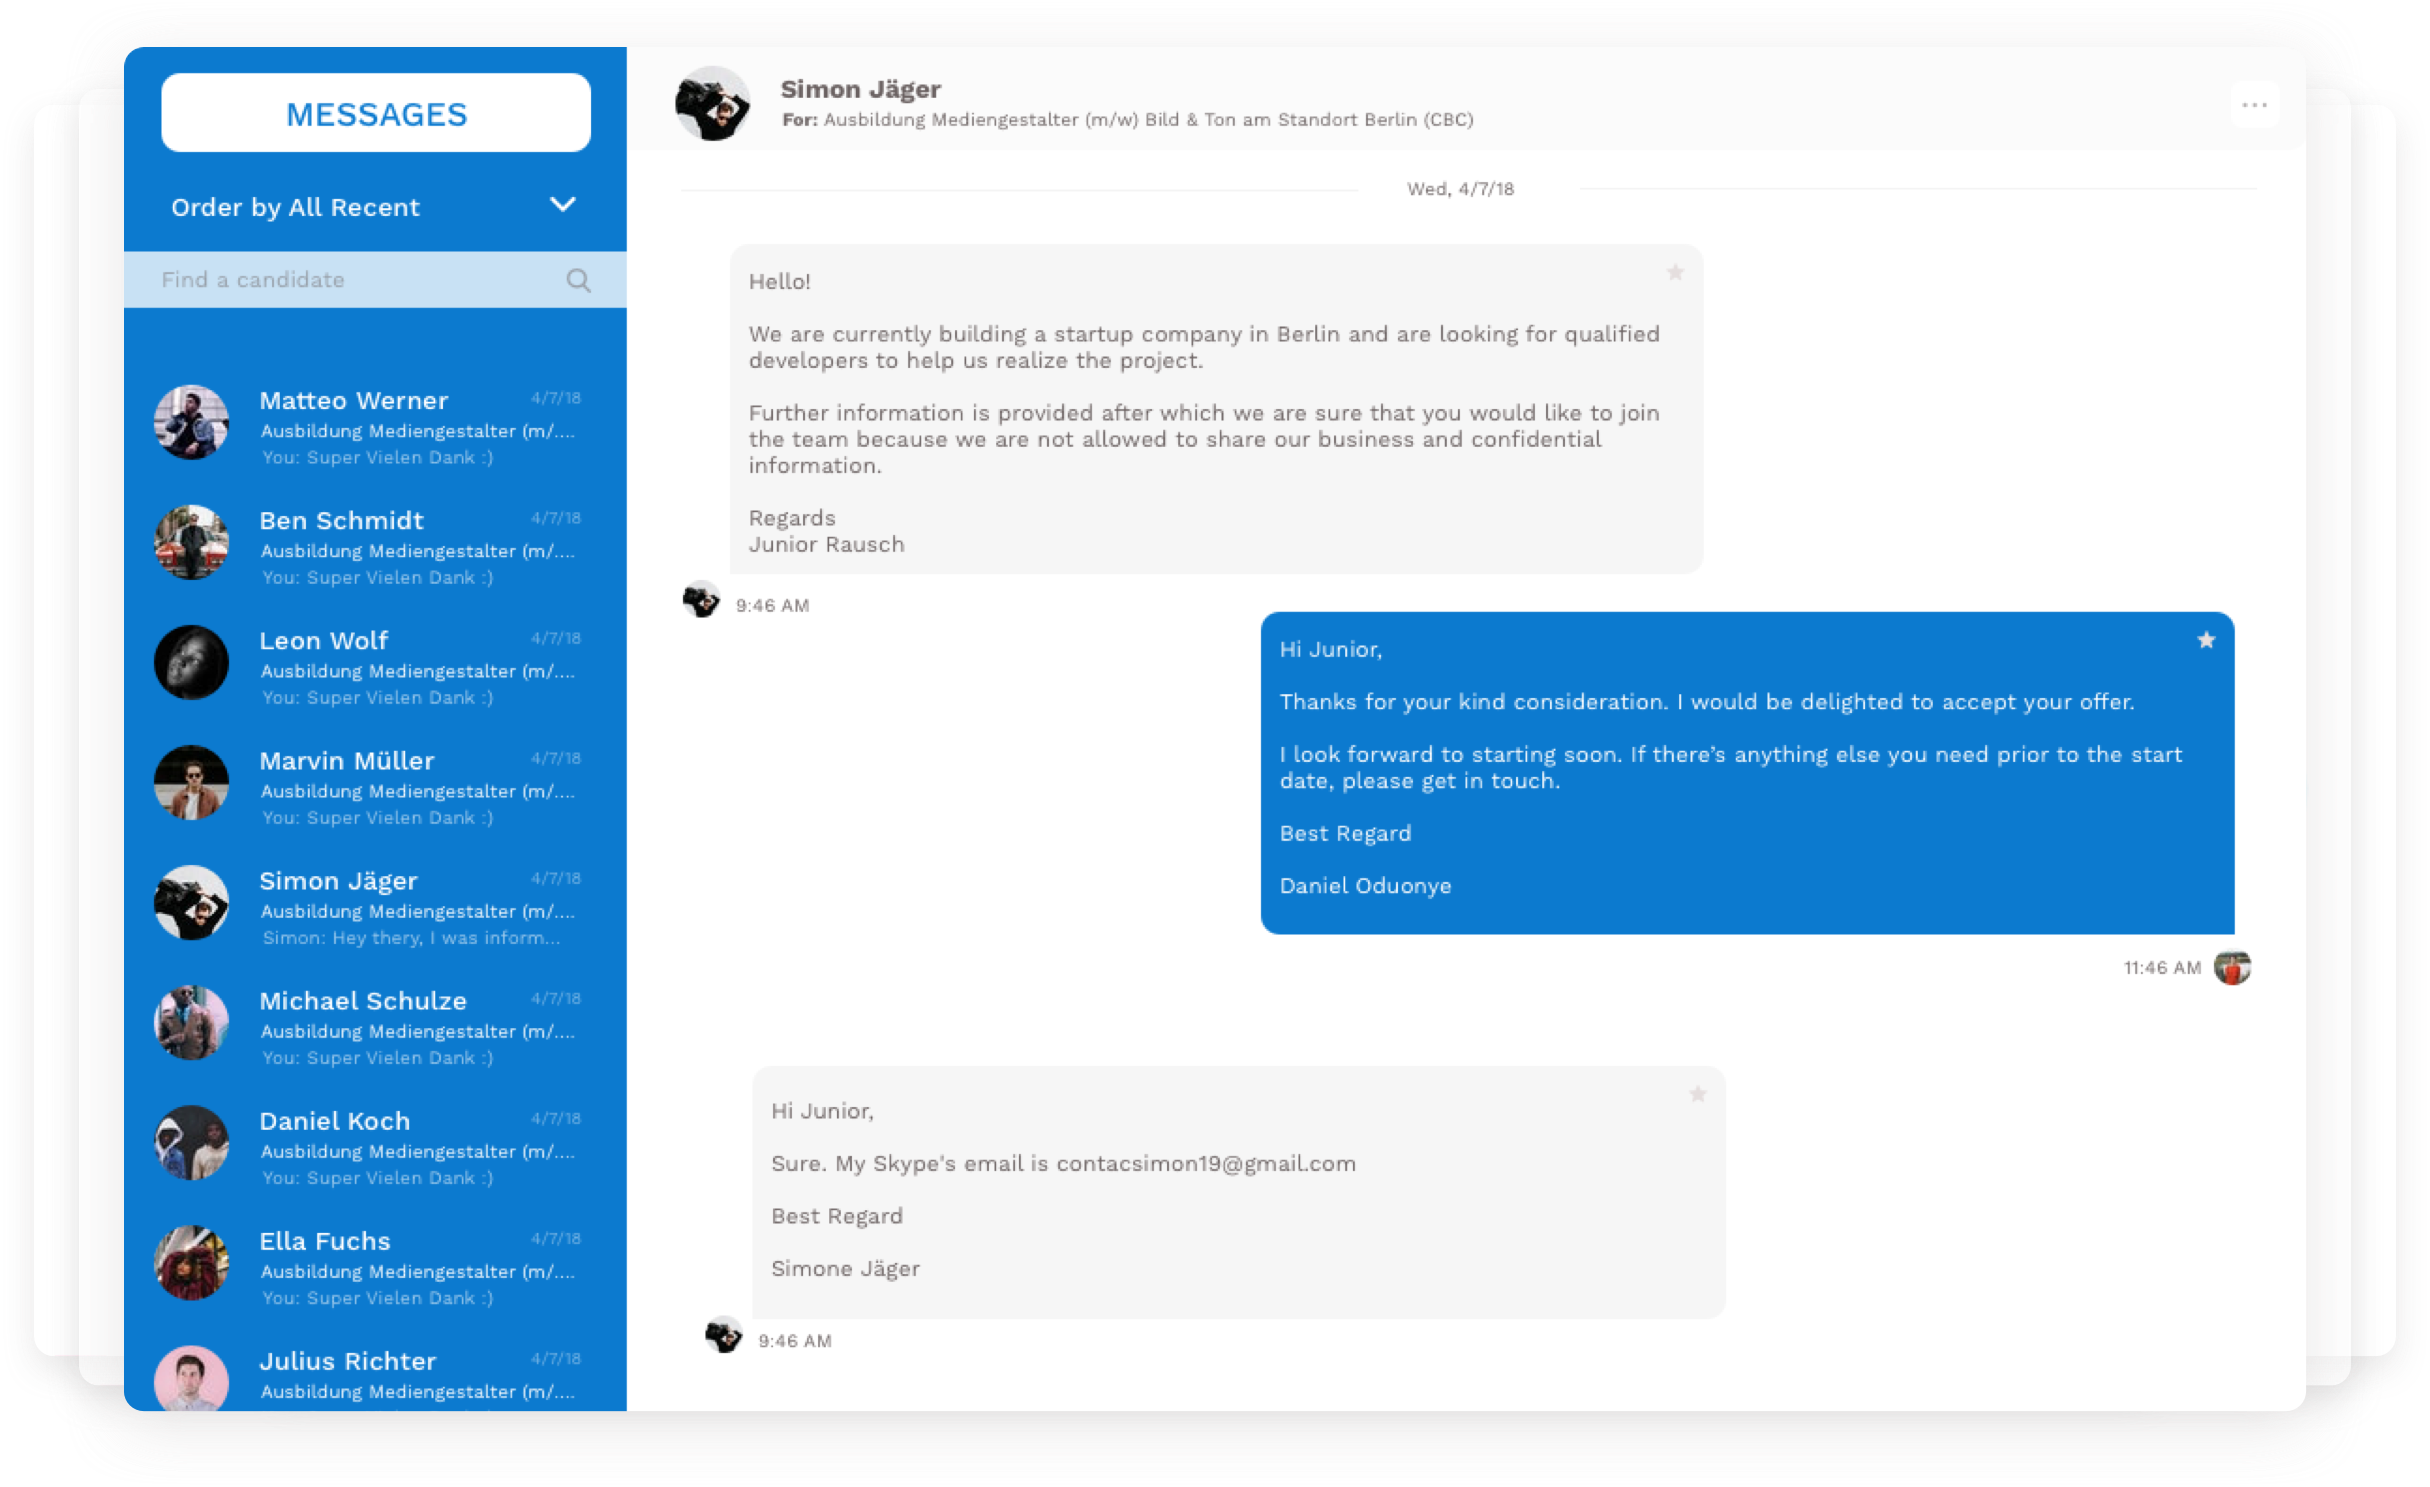 MESSAGES
Order by All Recent
Find a candidate
Matteo Werner 4/7/18
Ausbildung Mediengestalter (m/....
You: Super Vielen Dank :)
Ben Schmidt 4/7/18
Ausbildung Mediengestalter (m/....
You: Super Vielen Dank :)
Leon Wolf 4/7/18
Ausbildung Mediengestalter (m/....
You: Super Vielen Dank :)
Marvin Müller 4/7/18
Ausbildung Mediengestalter (m/....
You: Super Vielen Dank :)
Simon Jäger 4/7/18
Ausbildung Mediengestalter (m/....
Simon: Hey thery, I was inform...
Michael Schulze 4/7/18
Ausbildung Mediengestalter (m/....
You: Super Vielen Dank :)
Daniel Koch 4/7/18
Ausbildung Mediengestalter (m/....
You: Super Vielen Dank :)
Ella Fuchs 4/7/18
Ausbildung Mediengestalter (m/....
You: Super Vielen Dank :)
Julius Richter 4/7/18
Ausbildung Mediengestalter (m/....
Simon Jäger
For: Ausbildung Mediengestalter (m/w) Bild & Ton am Standort Berlin (CBC)
Wed, 4/7/18
Hello!
We are currently building a startup company in Berlin and are looking for qualified
developers to help us realize the project.
Further information is provided after which we are sure that you would like to join
the team because we are not allowed to share our business and confidential
information.
Regards
Junior Rausch
9:46 AM
Hi Junior,
Thanks for your kind consideration. I would be delighted to accept your offer.
I look forward to starting soon. If there’s anything else you need prior to the start
date, please get in touch.
Best Regard
Daniel Oduonye
11:46 AM
Hi Junior,
Sure. My Skype's email is contacsimon19@gmail.com
Best Regard
Simone Jäger
9:46 AM